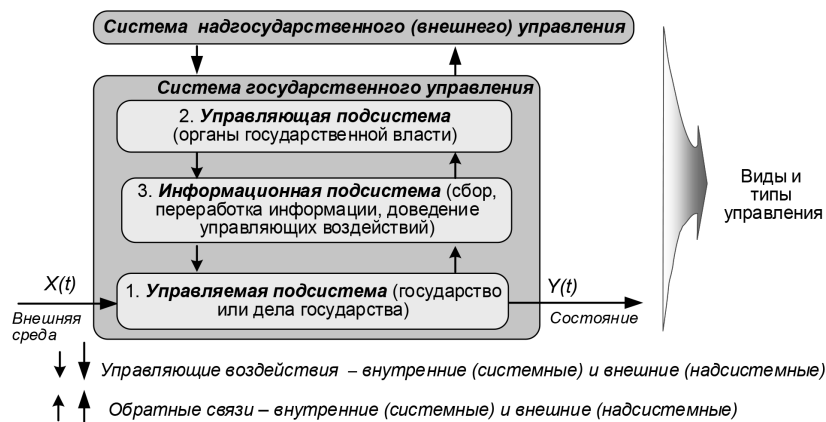 Система надгосударственного (внешнего) управления
Система государственного управления
2. Управляющая подсистема
(органы государственной власти)
3. Информационная подсистема (сбор,
переработка информации, доведение
управляющих воздействий)
1. Управляемая подсистема (государство
или дела государства)
X(t)
Внешняя
среда
Y(t)
Состояние
Виды и
типы
управления
Управляющие воздействия – внутренние (системные) и внешние (надсистемные)
Обратные связи – внутренние (системные) и внешние (надсистемные)